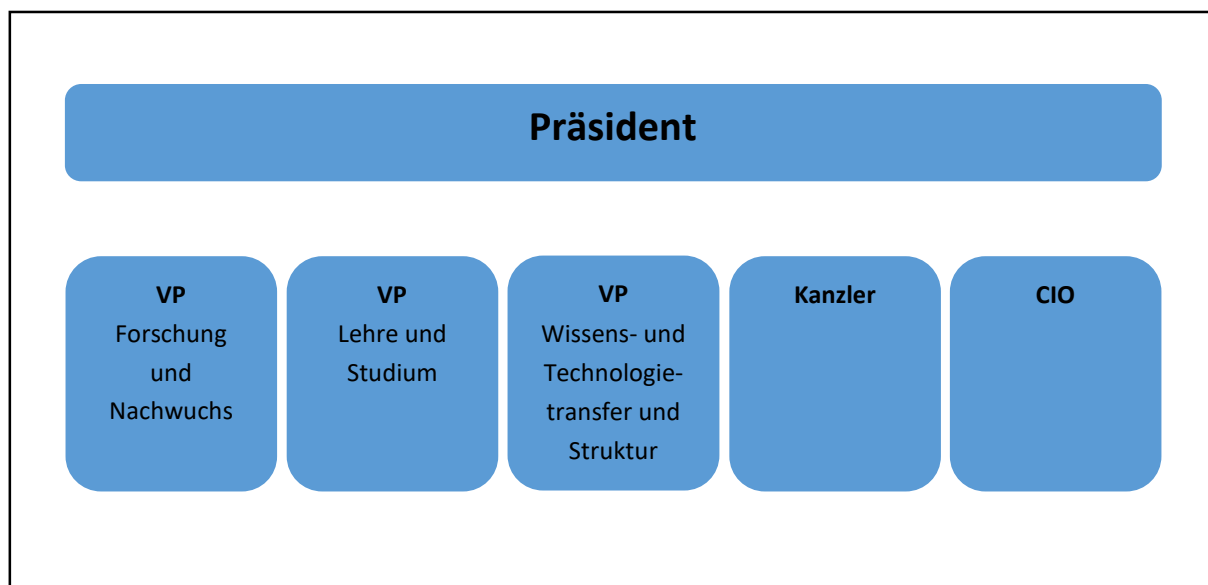 Präsident
VP
Forschung
und
Nachwuchs
VP
Lehre und
Studium
VP
Wissens- und
Technologie-
transfer und
Struktur
Kanzler
CIO